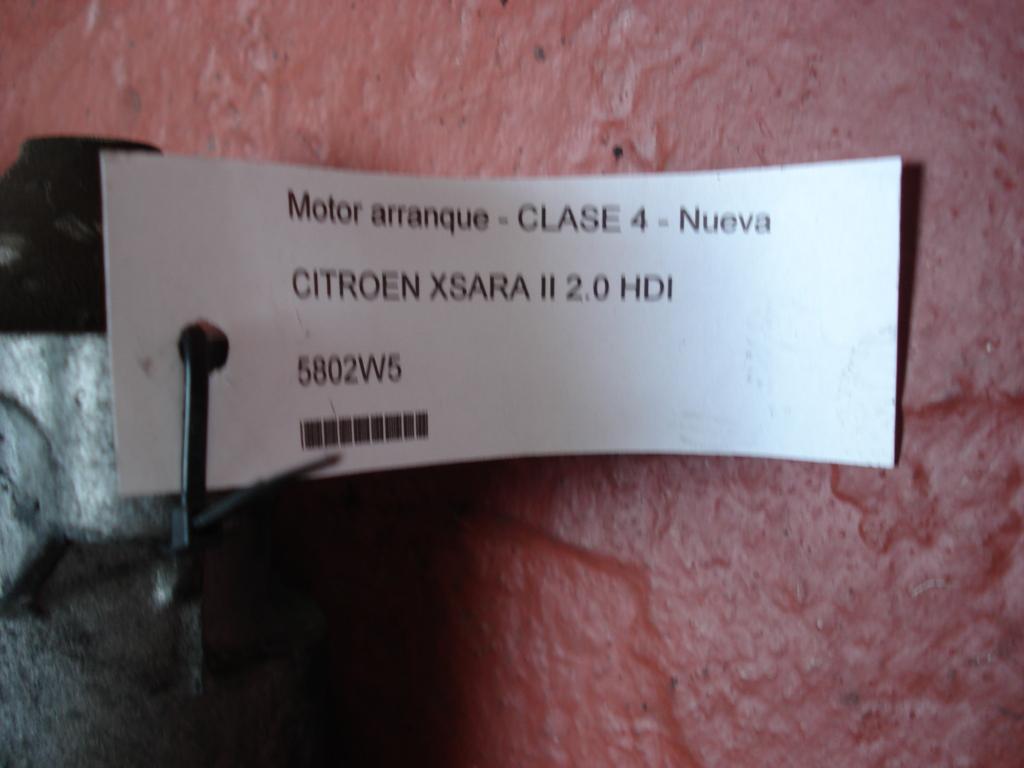 Motor arranque - CLASE 4 - Nueva
CITROEN XSARA II 2.0 HDI
5802W5